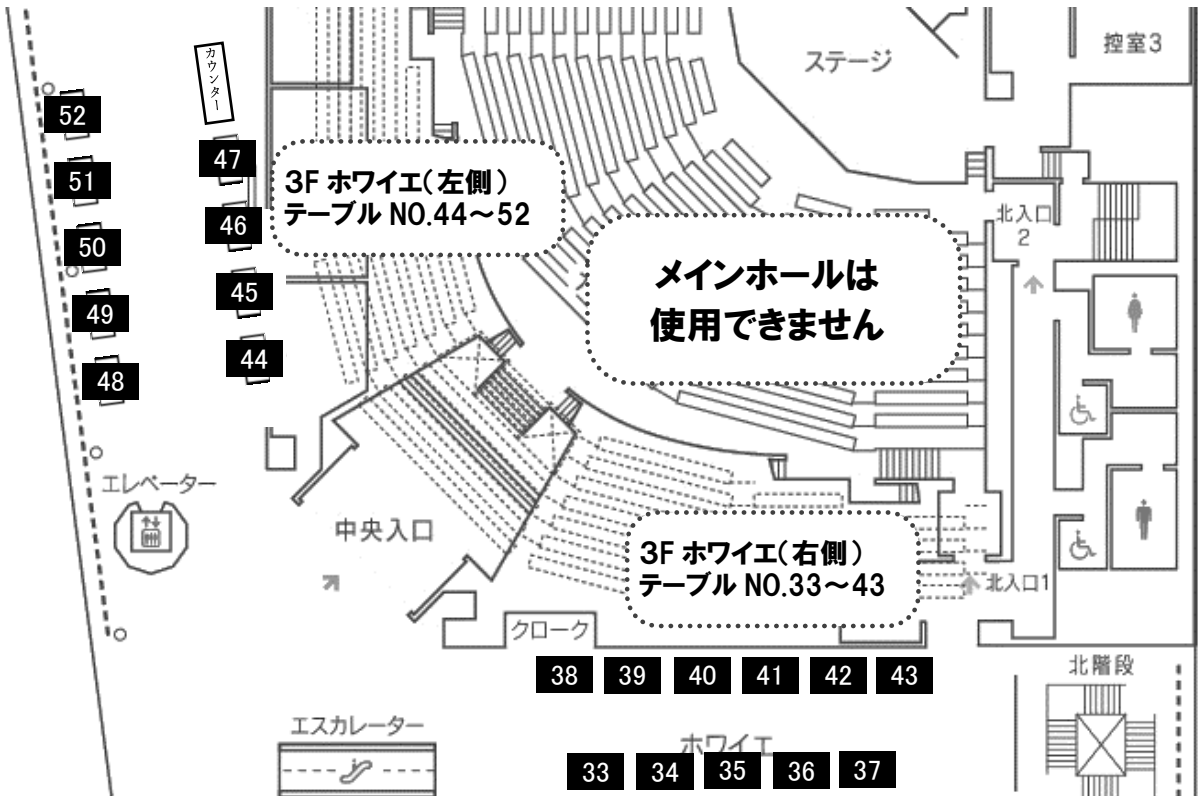 ステージ
控室3
カウンター
52
47
51
3F ホワイエ(左側)
テーブル NO.44～52
46
北入口
2
50
メインホールは
使用できません
45
49
44
48
エレベーター
中央入口
3F ホワイエ(右側)
テーブル NO.33～43
北入口1
クローク
38
39
40
41
42
43
北階段
エスカレーター
ホワイエ
33
34
35
36
37